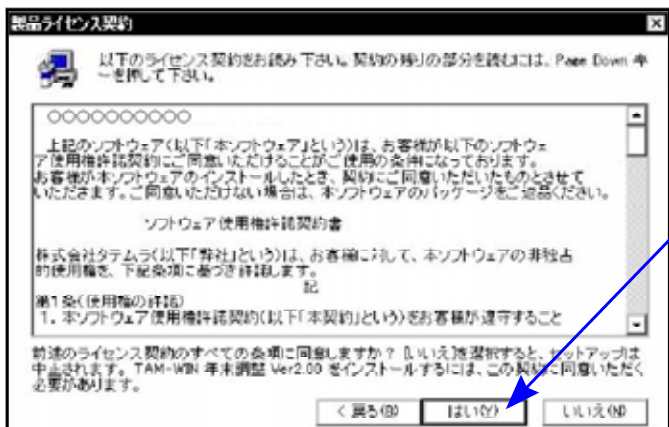 製品ライセンス契約
以下のライセンス契約をお読み下さい。契約の残りの部分を読むには、Page Down キ
ーを押して下さい。
○○○○○○○○○○
上記のソフトウェア(以下「本ソフトウェア」という)は、お客様が以下のソフトウェ
ア使用権許諾契約にご同意いただけることがご使用の条件になっております。
お客様が本ソフトウェアのインストールしたとき、契約にご同意いただいたものとさせて
いただきます。ご同意いただけない場合は、本ソフトウェアのパッケージをご返品ください。
ソフトウェア使用権許諾契約書
株式会社タテムラ(以下「弊社」という)は、お客様に対して、本ソフトウェアの非独占
的使用権を、下記条項に基づき許諾します。
記
第1条(使用権の許諾)
1. 本ソフトウェア使用権許諾契約(以下「本契約」という)をお客様が遵守すること
前述のライセンス契約のすべての条項に同意しますか? [いいえ]を選択すると、セットアップは
中止されます。TAM-WIN 年末調整 Ver2.00 をインストールするには、この契約に同意いただく
必要があります。
< 戻る(B)
はい(Y)
いいえ(N)